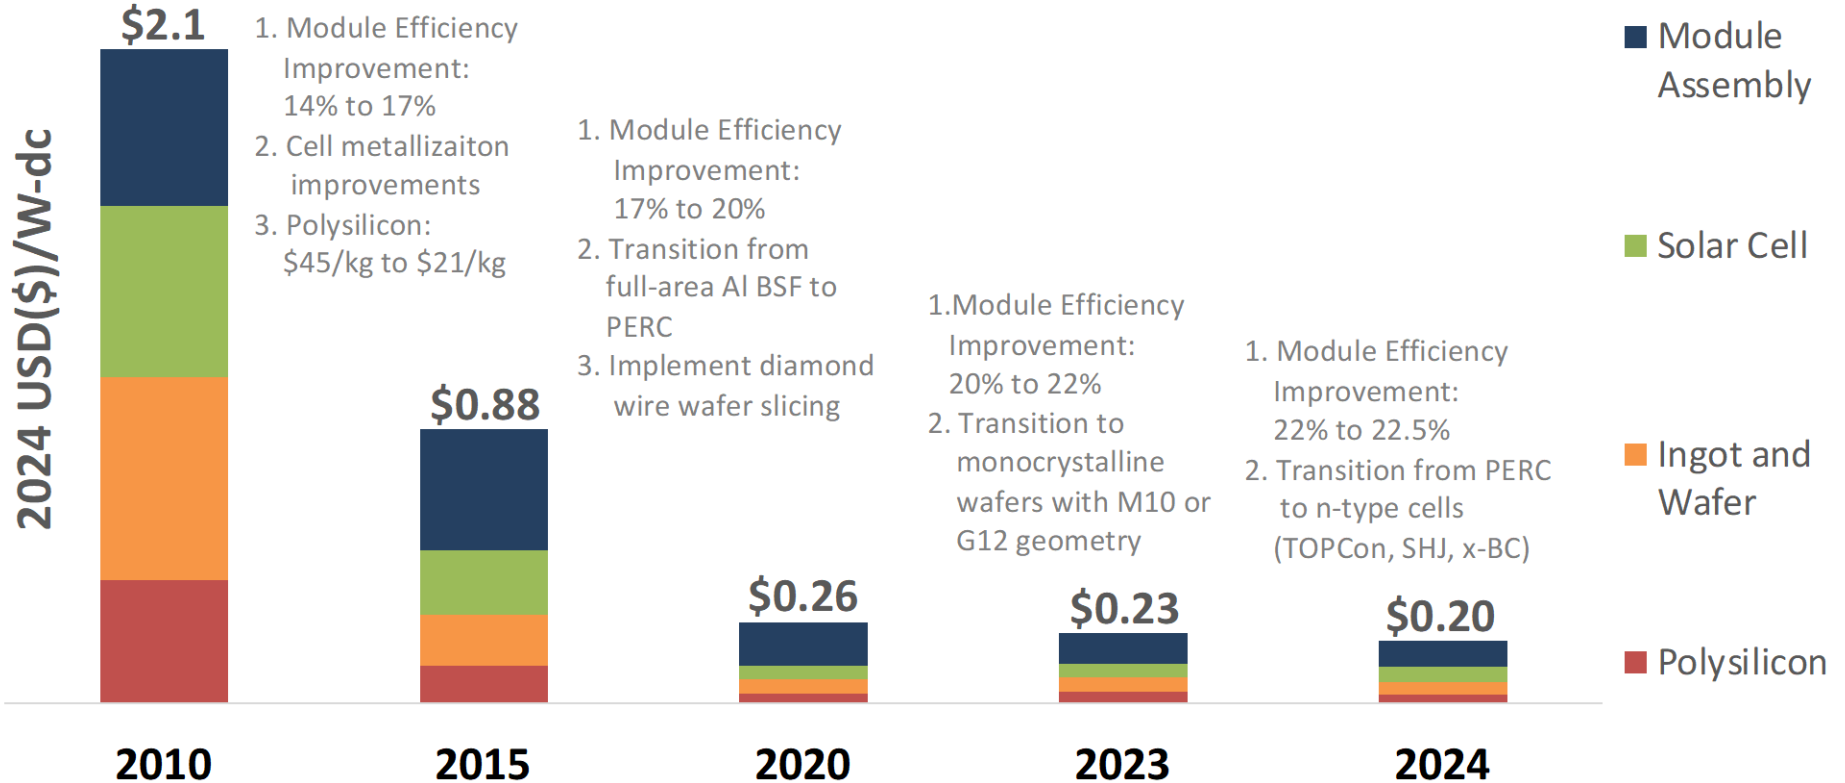 $2.1
1. Module Efficiency
Improvement:
14% to 17%
2. Cell metallizaiton
improvements
3. Polysilicon:
$45/kg to $21/kg
$0.88
1. Module Efficiency
Improvement:
17% to 20%
2. Transition from
full-area Al BSF to
PERC
3. Implement diamond
wire wafer slicing
$0.26
1.Module Efficiency
Improvement:
20% to 22%
2. Transition to
monocrystalline
wafers with M10 or
G12 geometry
$0.23
1. Module Efficiency
Improvement:
22% to 22.5%
2. Transition from PERC
to n-type cells
(TOPCon, SHJ, x-BC)
$0.20
Module
Assembly
Solar Cell
Ingot and
Wafer
Polysilicon
2024 USD($)/W-dc
2010
2015
2020
2023
2024